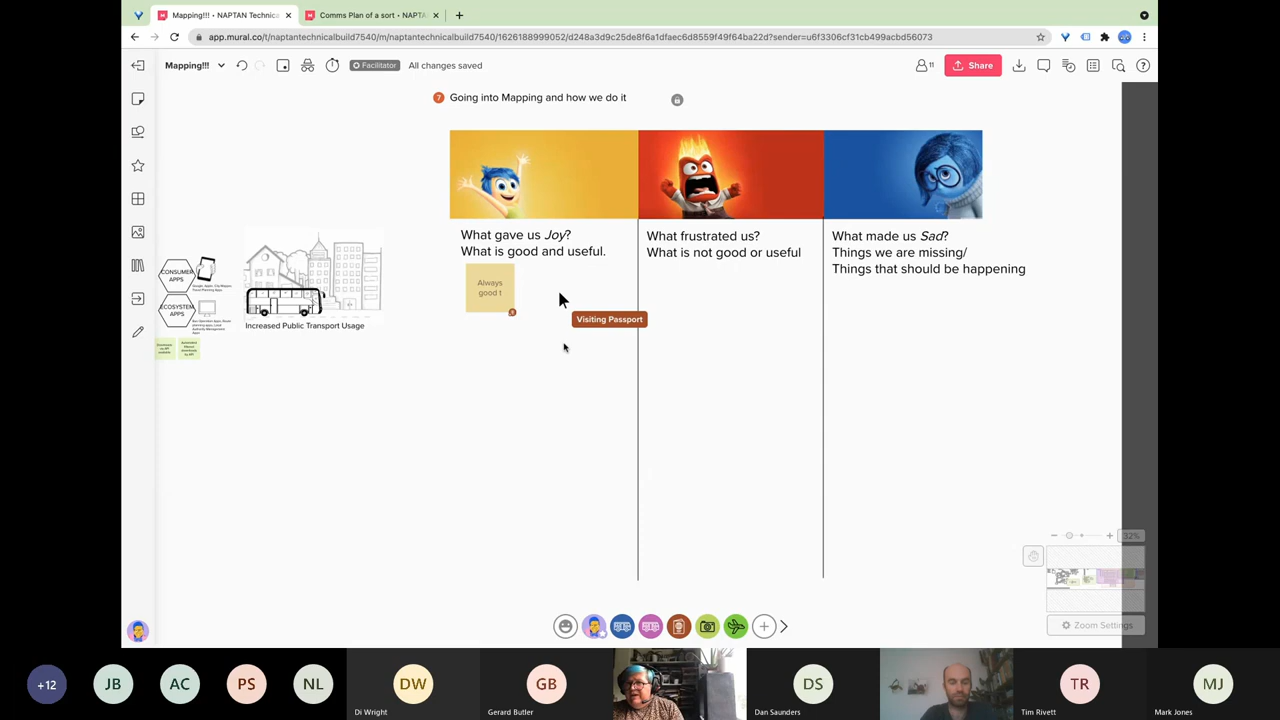 Mapping!!! • NAPTAN Technica
Comms Plan of a sort • NAPTA
app.mural.co/t/naptantechnicalbuild7540/m/naptantechnicalbuild7540/1626188999052/d248a3d9c25de8f6a1dfaec6d8559f49f64ba22d?sender=u6f3306cf31cb499acbd56073
Mapping!!!
Facilitator
All changes saved
11
Share
7 Going into Mapping and how we do it
What gave us Joy?
What is good and useful.
What frustrated us?
What is not good or useful
What made us Sad?
Things we are missing/
Things that should be happening
Always
good t
Visiting Passport
CONSUMER
APPS
ECOSYSTEM
APPS
Increased Public Transport Usage
32%
Zoom Settings
+12
JB
AC
PS
NL
DW
GB
DS
TR
MJ
Di Wright
Gerard Butler
Dan Saunders
Tim Rivett
Mark Jones